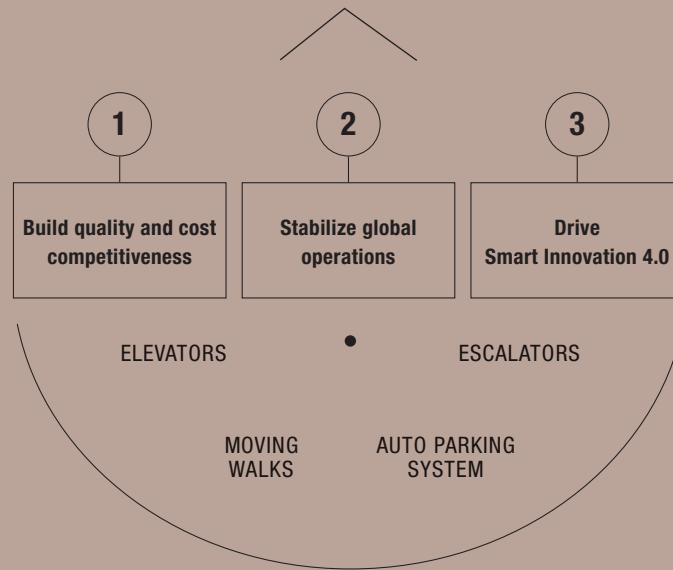 1
2
3
Build quality and cost
competitiveness
Stabilize global
operations
Drive
Smart Innovation 4.0
ELEVATORS
ESCALATORS
MOVING
WALKS
AUTO PARKING
SYSTEM